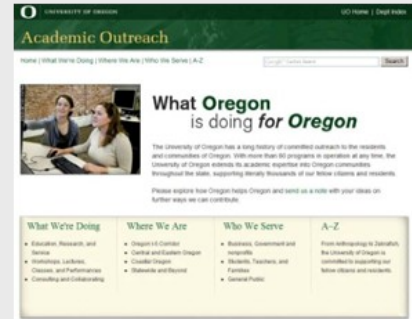 O UNIVERSITY OF OREGON
UO Home | Dept Index
Academic Outreach
Home | What We're Doing | Where We Are | Who We Serve | A-Z
Search
What Oregon
is doing for Oregon
The University of Oregon has a long history of committed outreach to the residents
and communities of Oregon. With more than 60 programs in operation at any time, the
University of Oregon extends its academic expertise into Oregon communities
throughout the state, supporting literally thousands of our fellow citizens and residents.
Please explore how Oregon helps Oregon and send us a note with your ideas on
further ways we can contribute.
What We're Doing
Education, Research, and
Service
Workshops, Lectures,
Classes, and Performances
Consulting and Collaborating
Where We Are
Oregon I-5 Corridor
Central and Eastern Oregon
Coastal Oregon
Statewide and Beyond
Who We Serve
Business, Government and
nonprofits
Students, Teachers, and
Families
General Public
A–Z
From Anthropology to Zebrafish,
the University of Oregon is
committed to supporting our
fellow citizens and residents.